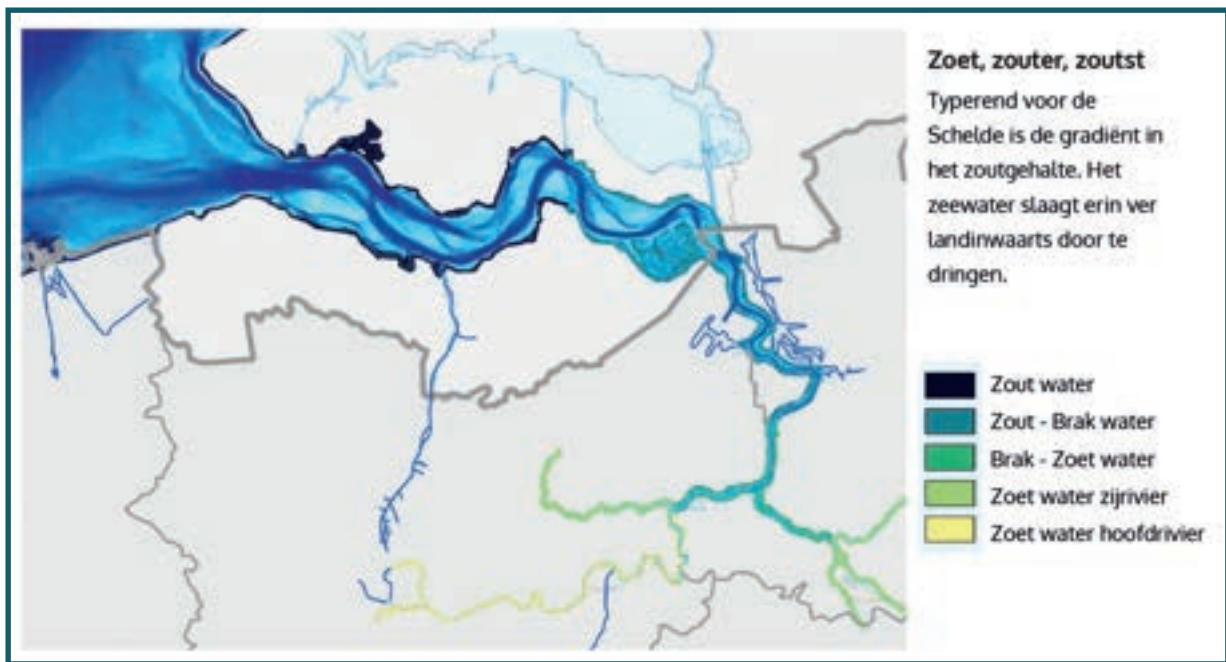 Zoet, zouter, zoutst
Typerend voor de
Schelde is de gradiënt in
het zoutgehalte. Het
zeewater slaagt erin ver
landinwaarts door te
dringen.
Zout water
Zout - Brak water
Brak - Zoet water
Zoet water zijrivier
Zoet water hoofdrivier